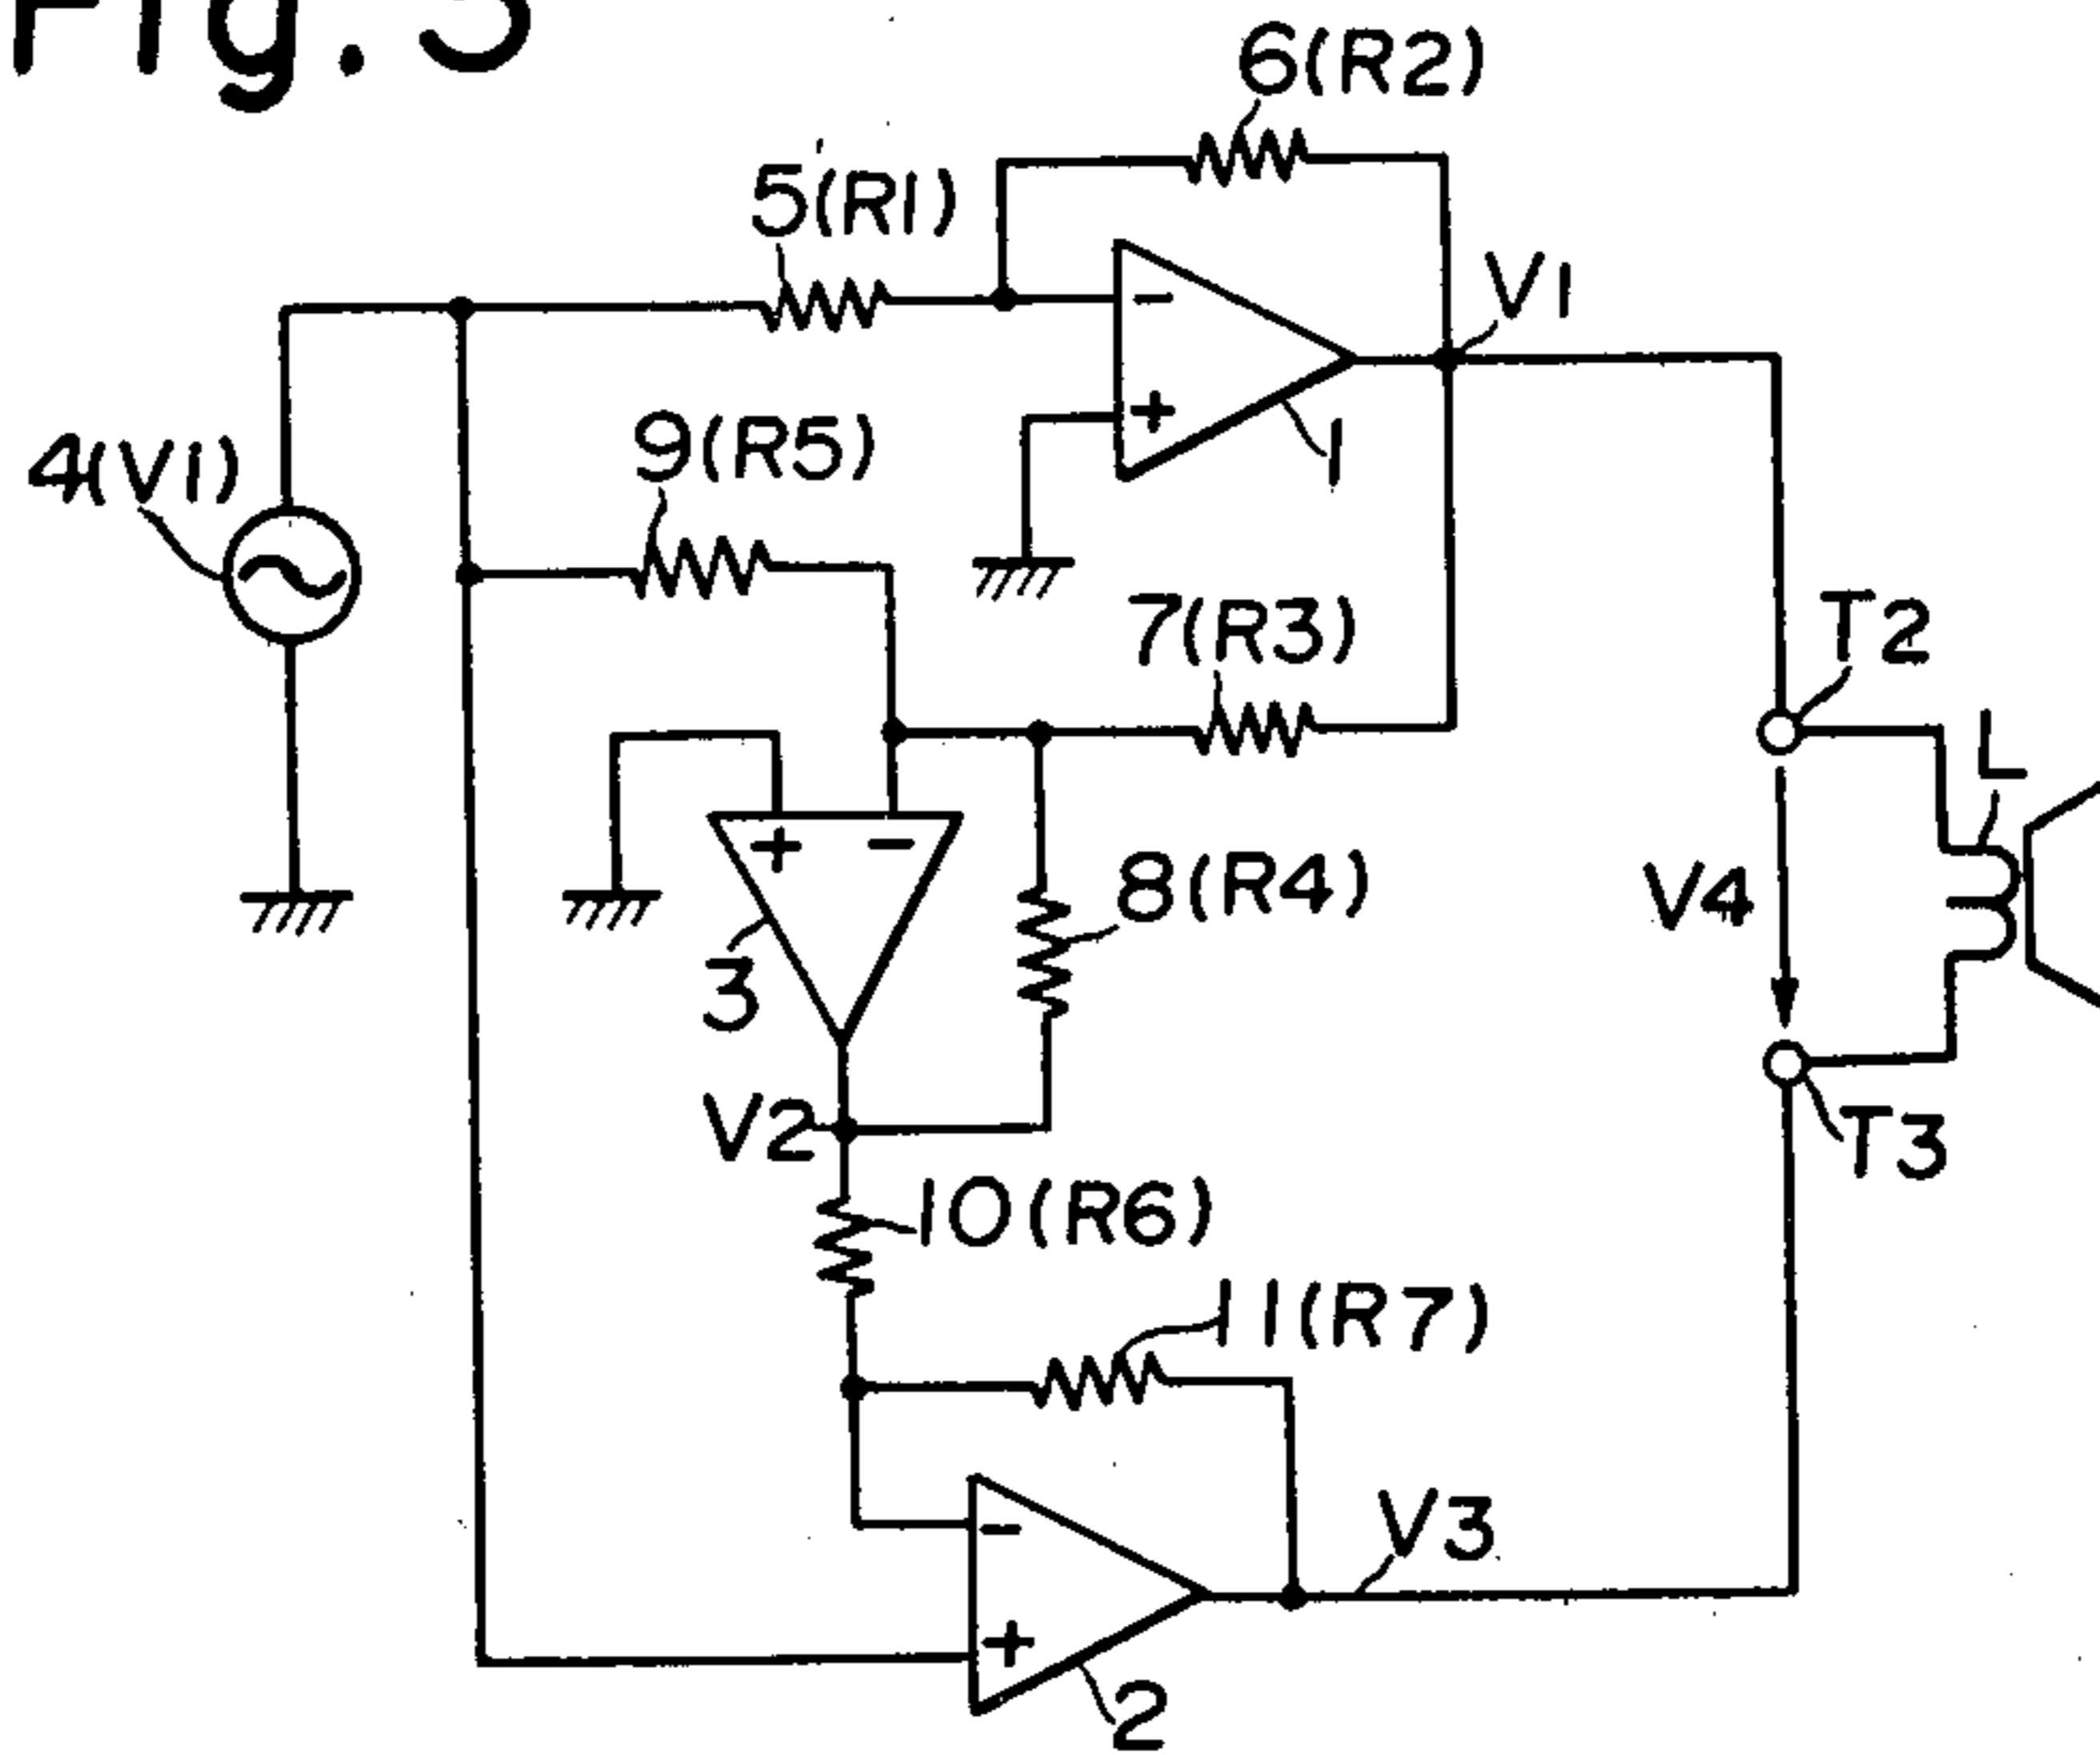 Fig. 3
6(R2)
5(R1)
-
V1
+
1
4(V1)
9(R5)
7(R3)
T2
L
+ -
8(R4)
V4
3
V2
T3
10(R6)
11(R7)
-
V3
+
2